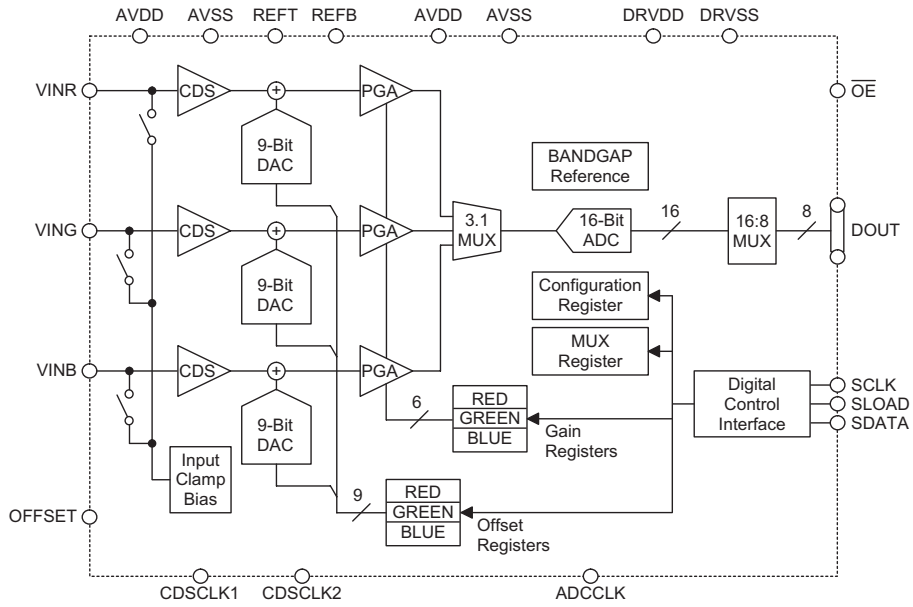 AVDD AVSS REFT REFB AVDD AVSS DRVDD DRVSS
VINR
CDS
+
PGA
OE
9-Bit
DAC
BANDGAP
Reference
VING
CDS
+
PGA
3.1
MUX
16-Bit
ADC
16
16:8
MUX
8
DOUT
9-Bit
DAC
Configuration
Register
MUX
Register
VINB
CDS
+
PGA
Digital
Control
Interface
SCLK
SLOAD
SDATA
9-Bit
DAC
6
RED
GREEN
BLUE
Gain
Registers
Input
Clamp
Bias
9
RED
GREEN
BLUE
Offset
Registers
OFFSET
CDSCLK1 CDSCLK2 ADCCLK